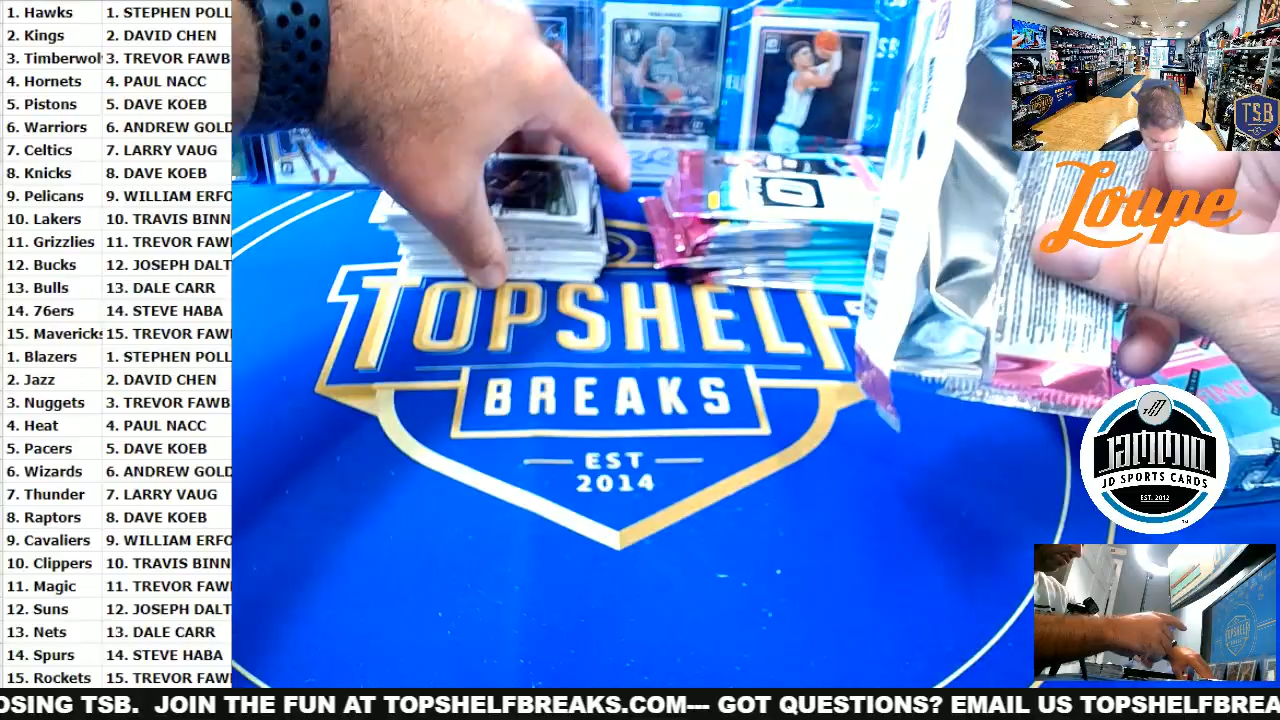 1. Hawks 1. STEPHEN POLL
2. Kings 2. DAVID CHEN
3. Timberwol 3. TREVOR FAWB
4. Hornets 4. PAUL NACC
5. Pistons 5. DAVE KOEB
6. Warriors 6. ANDREW GOLD
7. Celtics 7. LARRY VAUG
8. Knicks 8. DAVE KOEB
9. Pelicans 9. WILLIAM ERFO
10. Lakers 10. TRAVIS BINN
11. Grizzlies 11. TREVOR FAW
12. Bucks 12. JOSEPH DALT
13. Bulls 13. DALE CARR
14. 76ers 14. STEVE HABA
15. Mavericks 15. TREVOR FAW
1. Blazers 1. STEPHEN POLL
2. Jazz 2. DAVID CHEN
3. Nuggets 3. TREVOR FAWB
4. Heat 4. PAUL NACC
5. Pacers 5. DAVE KOEB
6. Wizards 6. ANDREW GOLD
7. Thunder 7. LARRY VAUG
8. Raptors 8. DAVE KOEB
9. Cavaliers 9. WILLIAM ERFO
10. Clippers 10. TRAVIS BINN
11. Magic 11. TREVOR FAW
12. Suns 12. JOSEPH DALT
13. Nets 13. DALE CARR
14. Spurs 14. STEVE HABA
15. Rockets 15. TREVOR FAW
TOPSHELF
BREAKS
EST
2014
TSB
Loupe
JAMMIN
JD SPORTS CARDS
EST. 2012
OSING TSB. JOIN THE FUN AT TOPSHELFBREAKS.COM--- GOT QUESTIONS? EMAIL US TOPSHELFBREA